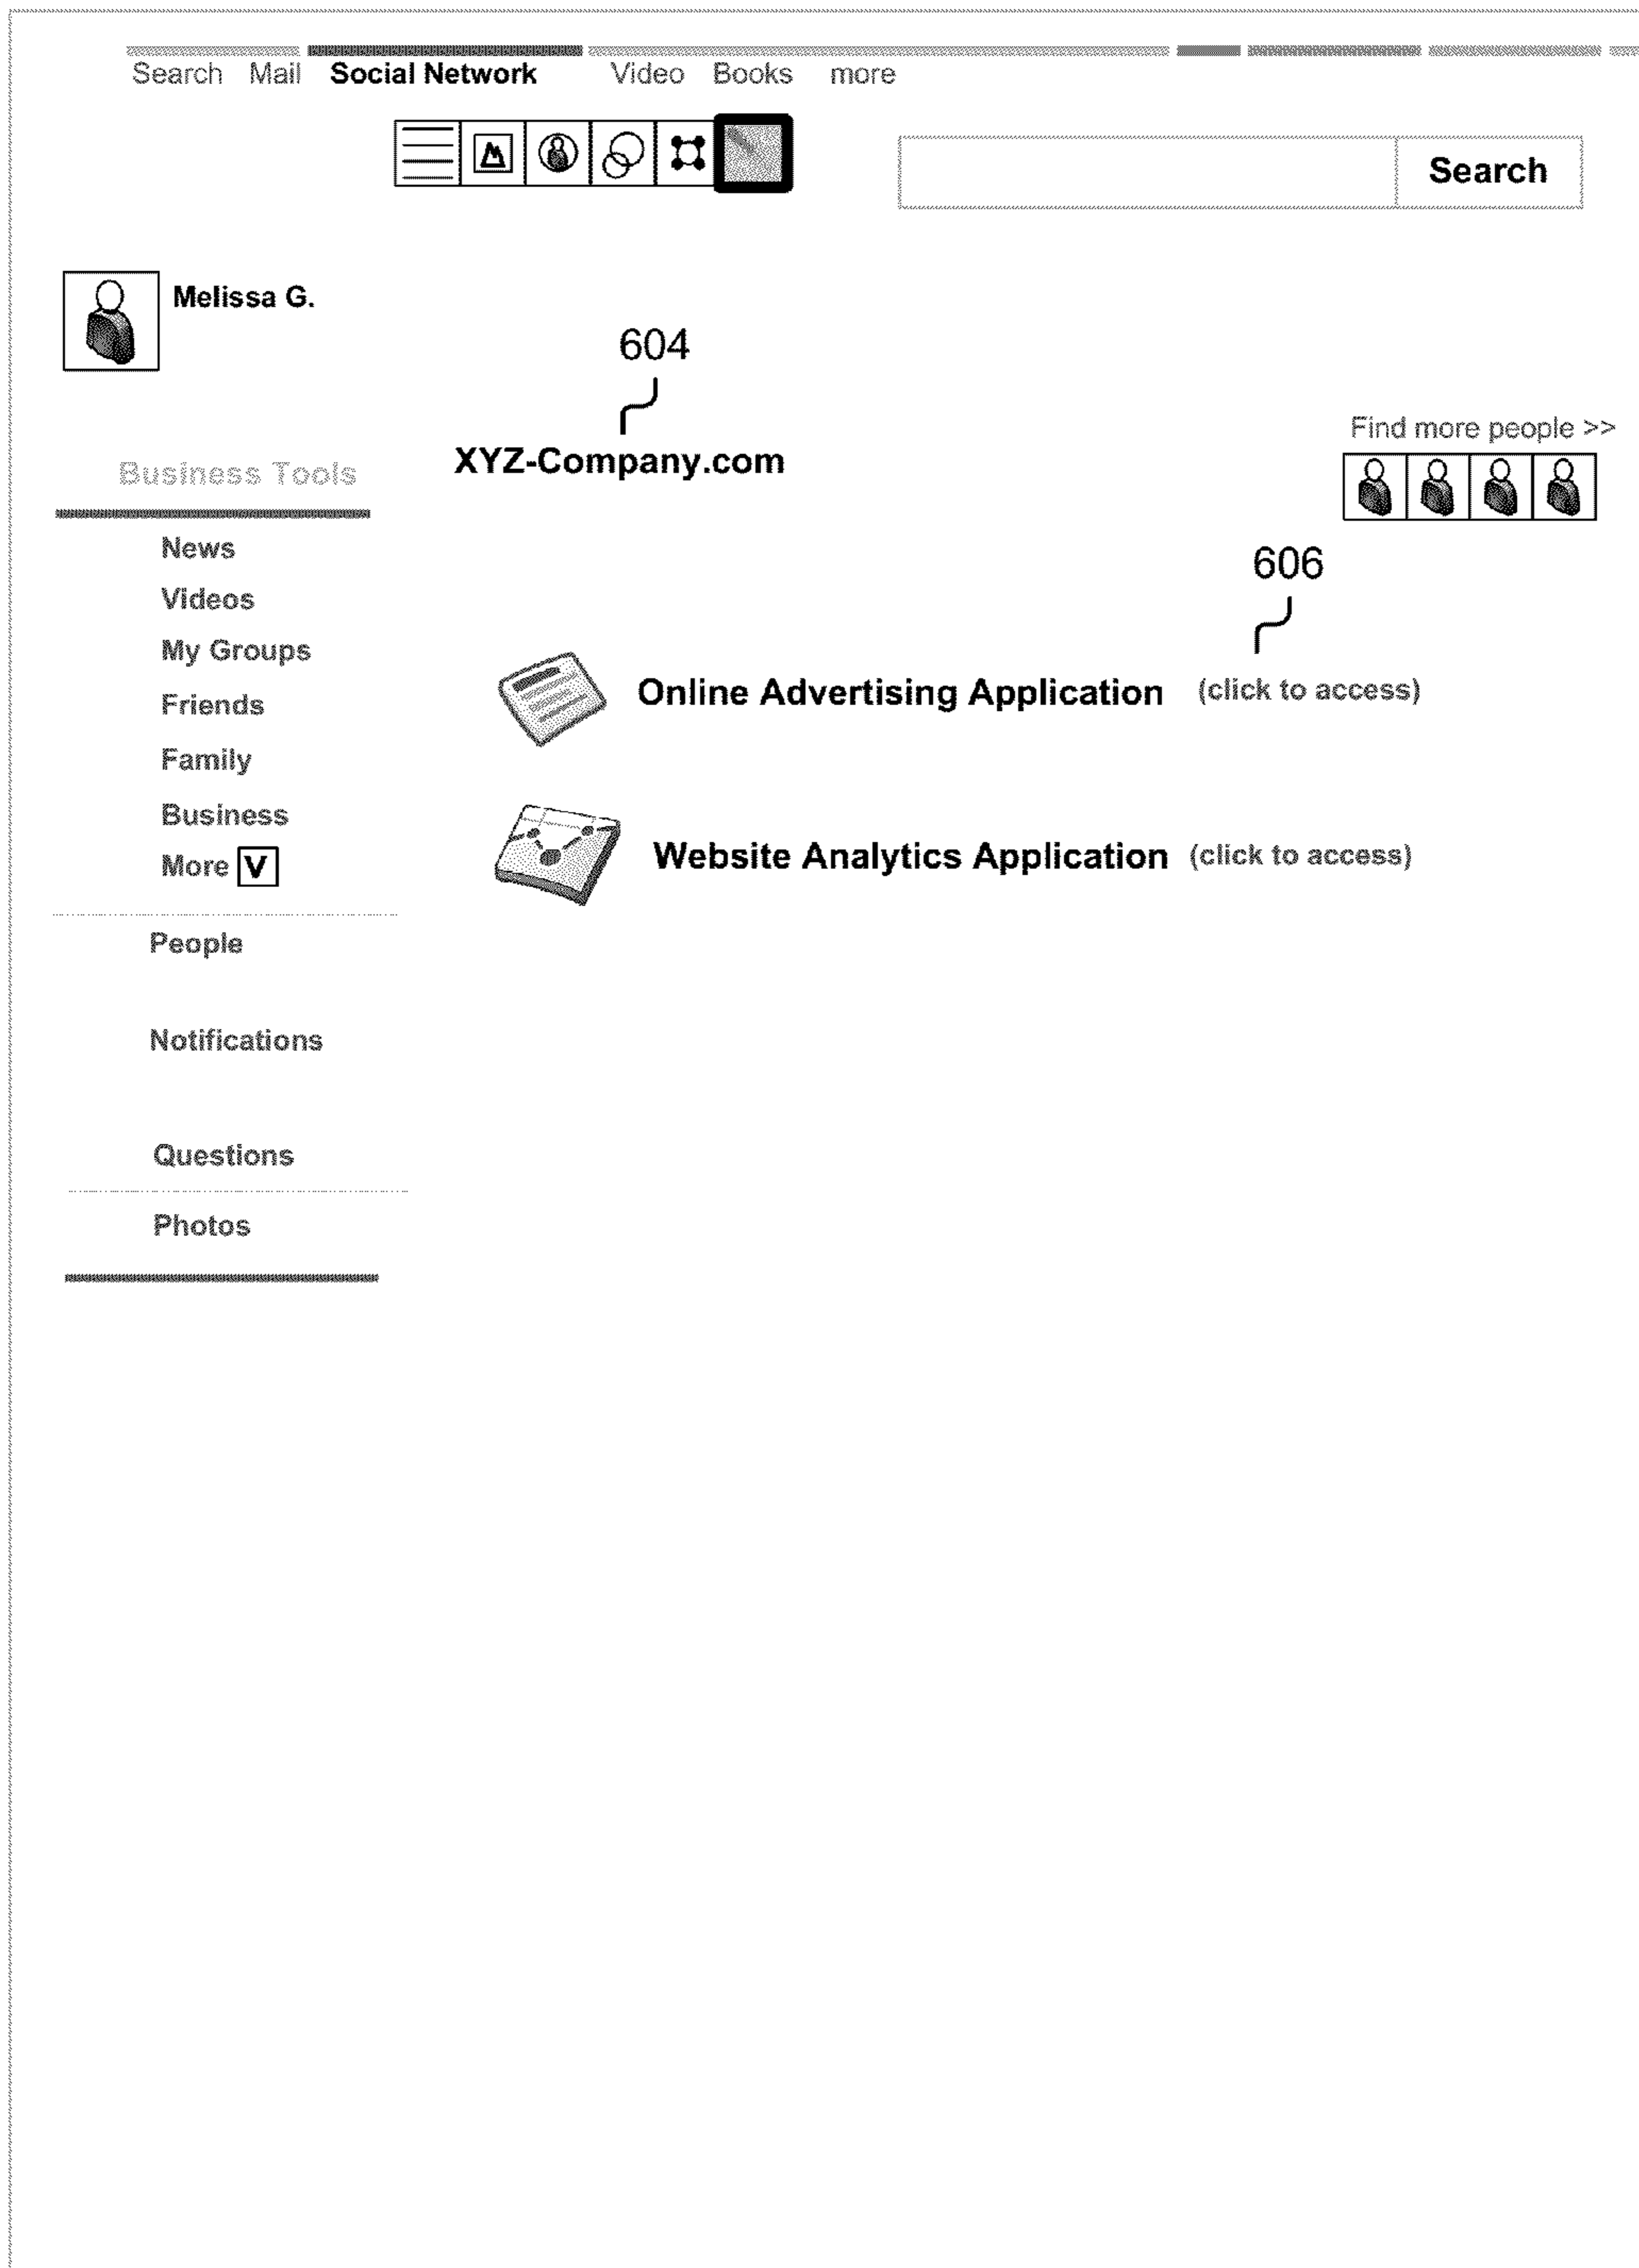 Search Mail Social Network Video Books more
Search
Melissa G.
604
XYZ-Company.com
Find more people >>
Business Tools
News
Videos
My Groups
Friends
Family
Business
More V
People
Notifications
Questions
Photos
606
Online Advertising Application (click to access)
Website Analytics Application (click to access)